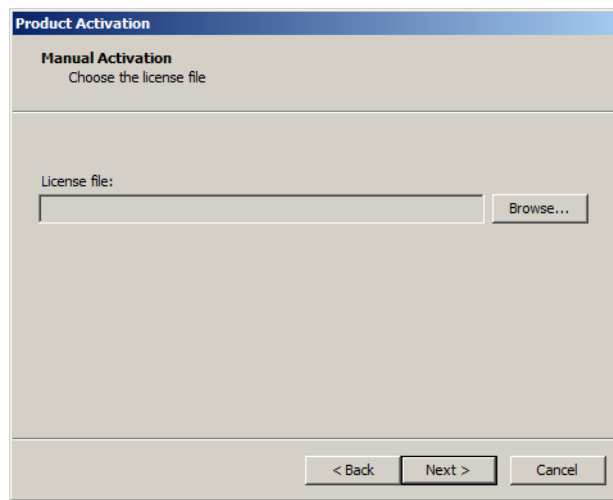 Product Activation
Manual Activation
Choose the license file
License file:
Browse...
< Back Next > Cancel